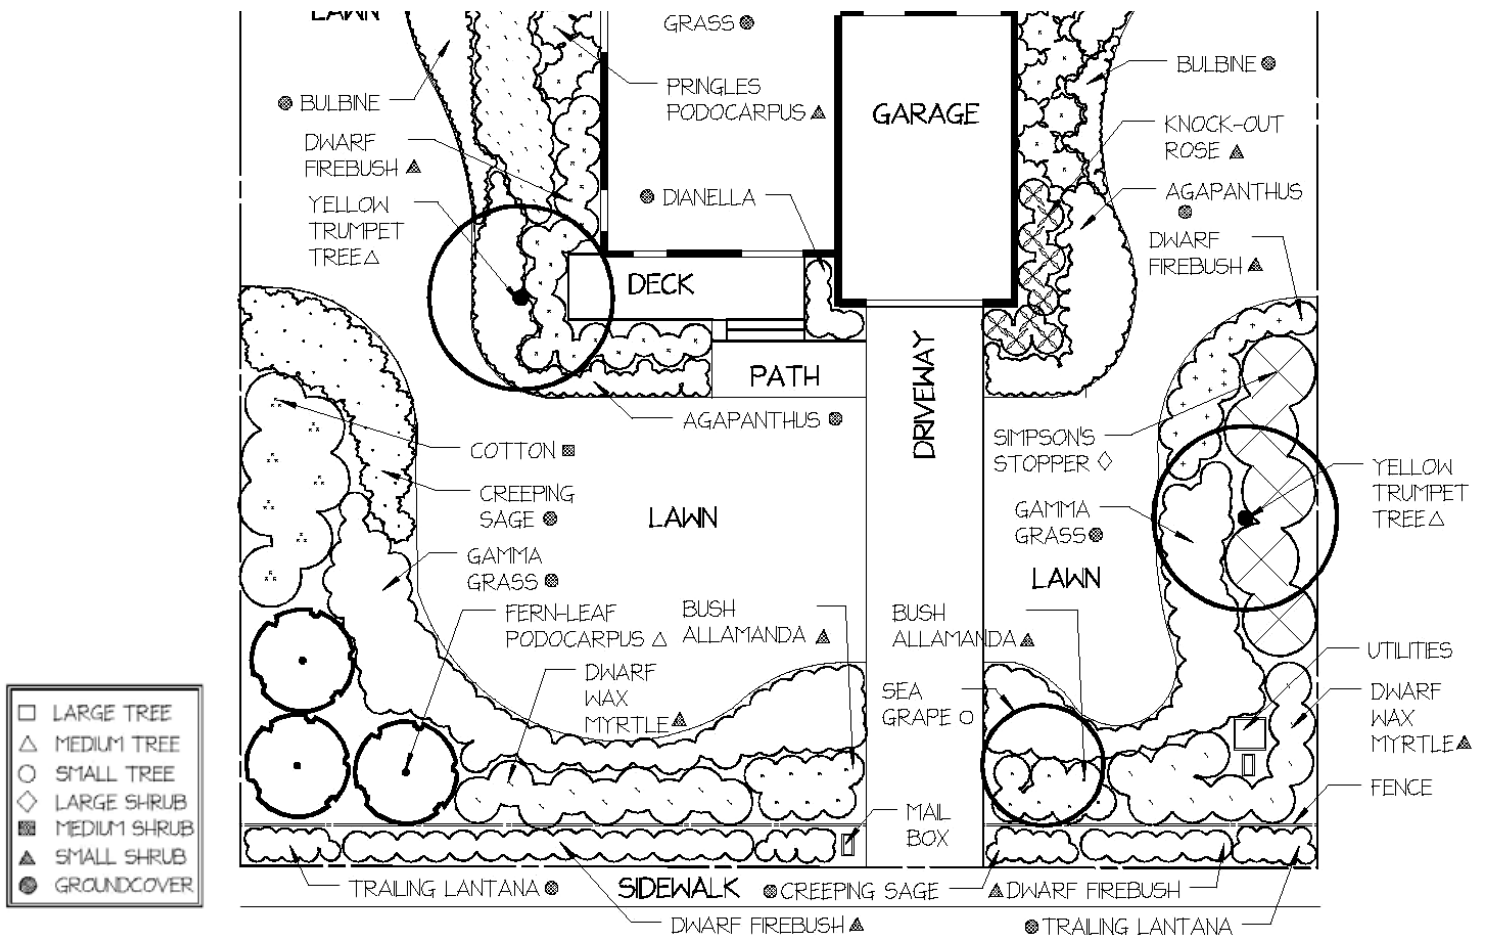 LAWN
GRASS
BULBINE
PRINGLES
PODOCARPUS
GARAGE
BULBINE
DWARF
FIREBUSH
KNOCK-OUT
ROSE
YELLOW
TRUMPET
TREE
DIANELLA
AGAPANTHUS
DECK
DWARF
FIREBUSH
PATH
DRIVEWAY
AGAPANTHUS
COTTON
SIMPSON'S
STOPPER
YELLOW
TRUMPET
TREE
CREEPING
SAGE
LAWN
GAMMA
GRASS
GAMMA
GRASS
LAWN
FERN-LEAF
PODOCARPUS
BUSH
ALLAMANDA
BUSH
ALLAMANDA
UTILITIES
DWARF
WAX
MYRTLE
SEA
GRAPE
DWARF
WAX
MYRTLE
LARGE TREE
MEDIUM TREE
SMALL TREE
LARGE SHRUB
MEDIUM SHRUB
SMALL SHRUB
GROUNDCOVER
FENCE
MAIL
BOX
TRAILING LANTANA
SIDEWALK
CREEPING SAGE
DWARF FIREBUSH
DWARF FIREBUSH
TRAILING LANTANA